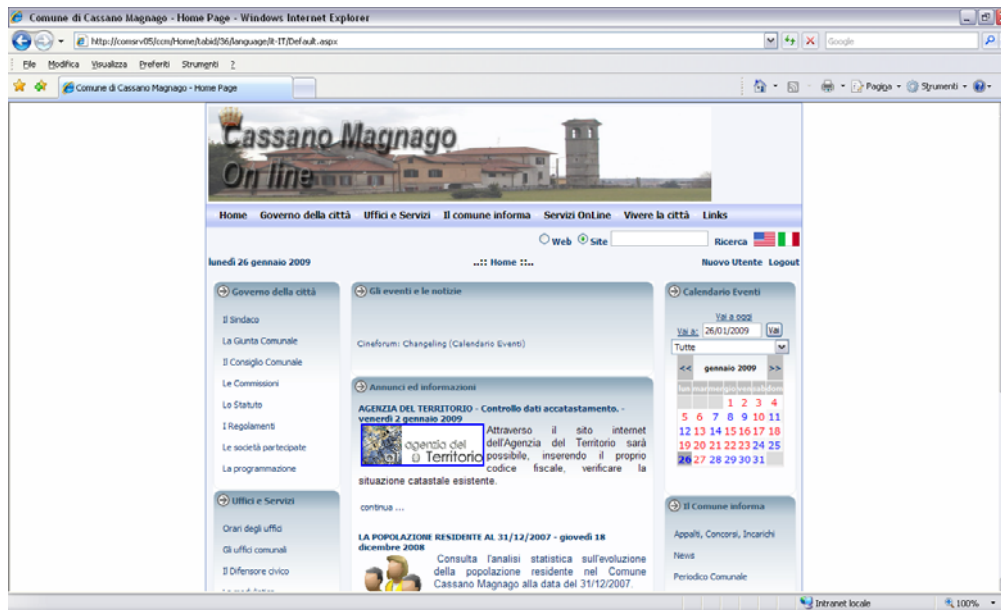 Comune di Cassano Magnago - Home Page - Windows Internet Explorer
http://comsrv05/ccm/Home/tabid/36/language/it-IT/Default.aspx
Google
File Modifica Visualizza Preferiti Strumenti ?
Comune di Cassano Magnago - Home Page
Pagina Strumenti
Cassano Magnago
On line
Home Governo della città Uffici e Servizi Il comune informa Servizi OnLine Vivere la città Links
Web Site Ricerca
lunedì 26 gennaio 2009 ..:: Home ::.. Nuovo Utente Logout
Governo della città
Il Sindaco
La Giunta Comunale
Il Consiglio Comunale
Le Commissioni
Lo Statuto
I Regolamenti
Le società partecipate
La programmazione
Uffici e Servizi
Orari degli uffici
Gli uffici comunali
Il Difensore civico
Gli eventi e le notizie
Cineforum: Changeling (Calendario Eventi)
Annunci ed informazioni
AGENZIA DEL TERRITORIO - Controllo dati accatastamento. -
venerdì 2 gennaio 2009
agenzia del
Territorio
Attraverso il sito internet
dell'Agenzia del Territorio sarà
possibile, inserendo il proprio
codice fiscale, verificare la
situazione catastale esistente.
continua ...
LA POPOLAZIONE RESIDENTE AL 31/12/2007 - giovedì 18
dicembre 2008
Consulta l'analisi statistica sull'evoluzione
della popolazione residente nel Comune
Cassano Magnago alla data del 31/12/2007.
Calendario Eventi
Vai a oggi
Vai a: 26/01/2009 Vai
Tutte
<< gennaio 2009 >>
1 2 3 4
5 6 7 8 9 10 11
12 13 14 15 16 17 18
19 20 21 22 23 24 25
26 27 28 29 30 31
Il Comune informa
Appalti, Concorsi, Incarichi
News
Periodico Comunale
Intranet locale 100%